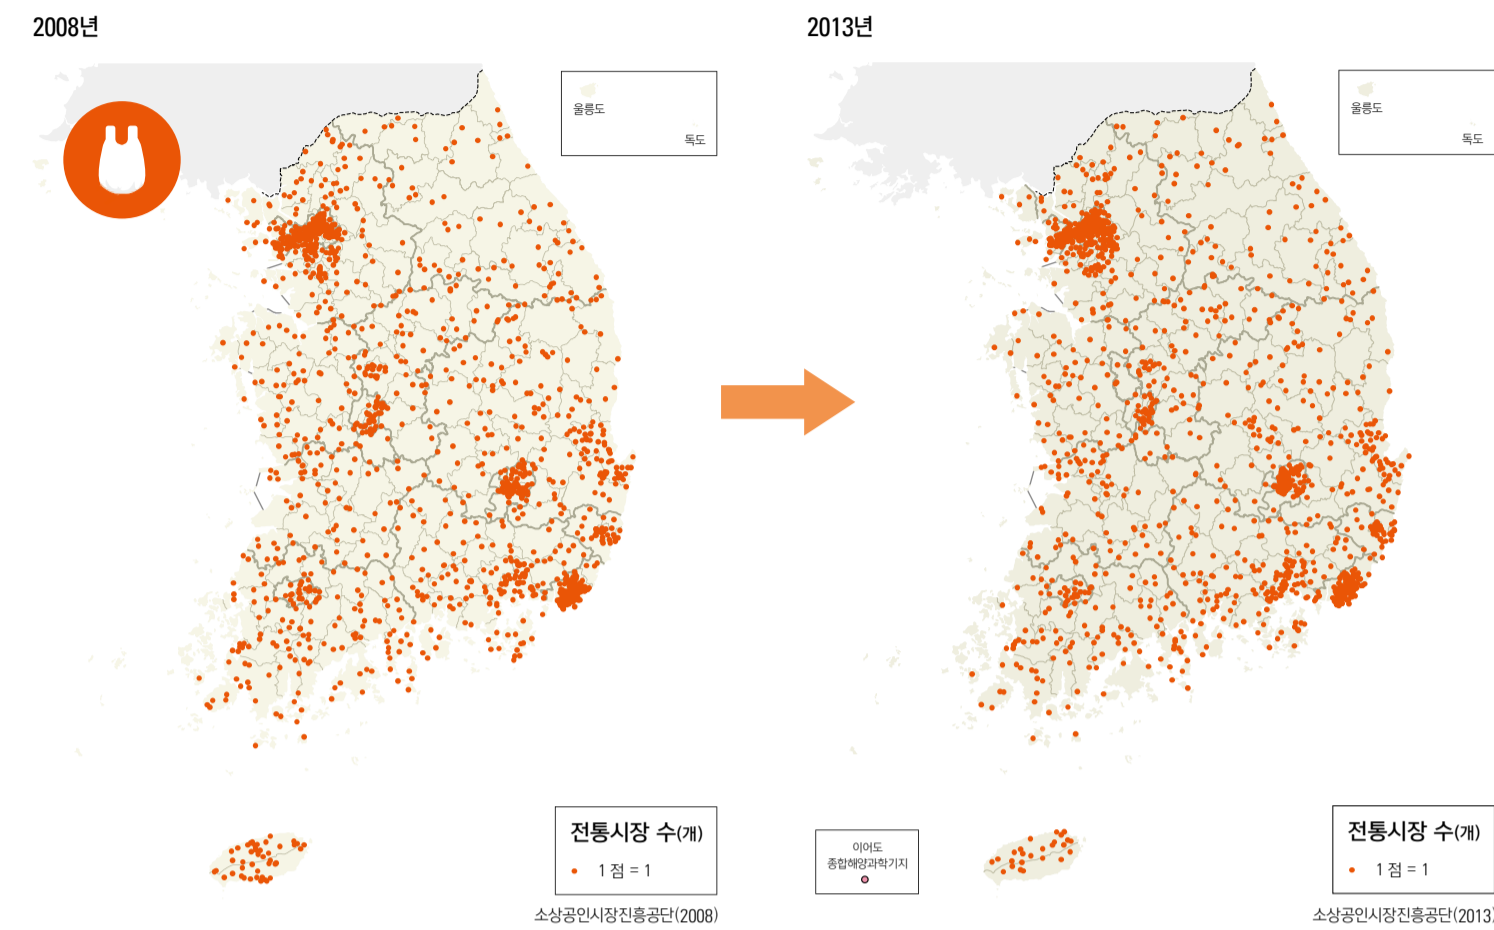 2008년
울릉도
독도
전통시장 수(개)
1 점 = 1
소상공인시장진흥공단(2008)
2013년
울릉도
독도
이어도
종합해양과학기지
전통시장 수(개)
1 점 = 1
소상공인시장진흥공단(2013)